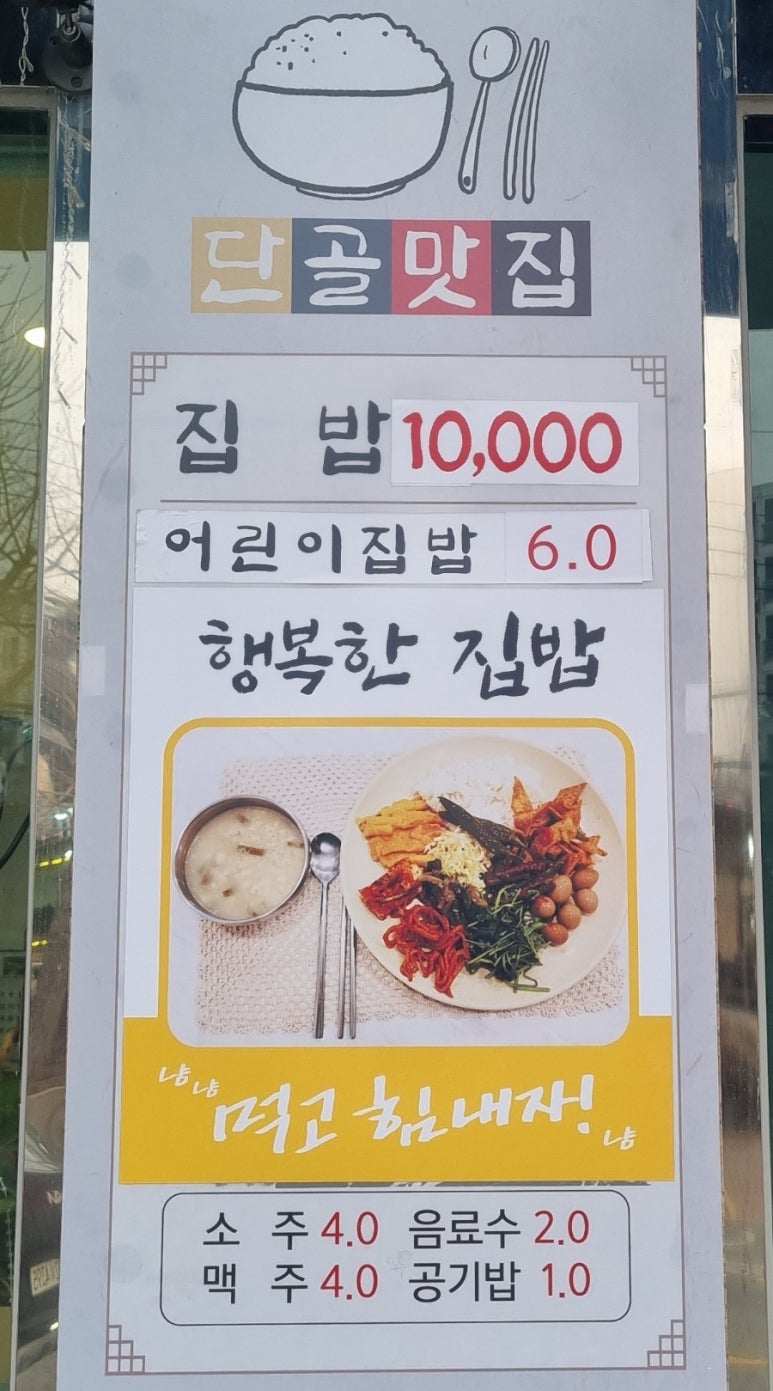 단골맛집
집 밥 10,000
어린이집밥 6.0
행복한 집밥
냠냠 먹고 힘내자! 냠
소 주 4.0 음료수 2.0
맥 주 4.0 공기밥 1.0